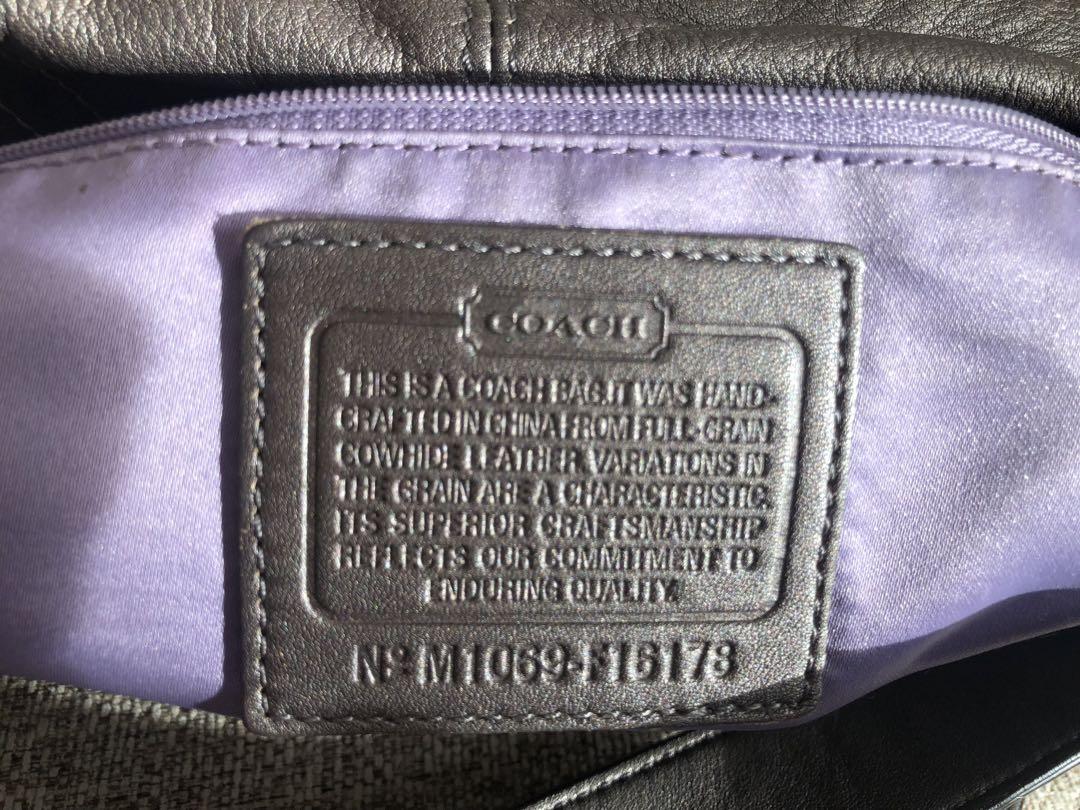 COACH
THIS IS A COACH BAG.IT WAS HAND-
CRAFTED IN CHINA FROM FULL-GRAIN
COWHIDE LEATHER. VARIATIONS IN
THE GRAIN ARE A CHARACTERISTIC.
ITS SUPERIOR CRAFTSMANSHIP
REFLECTS OUR COMMITMENT TO
ENDURING QUALITY.
Nº M1069-F16178